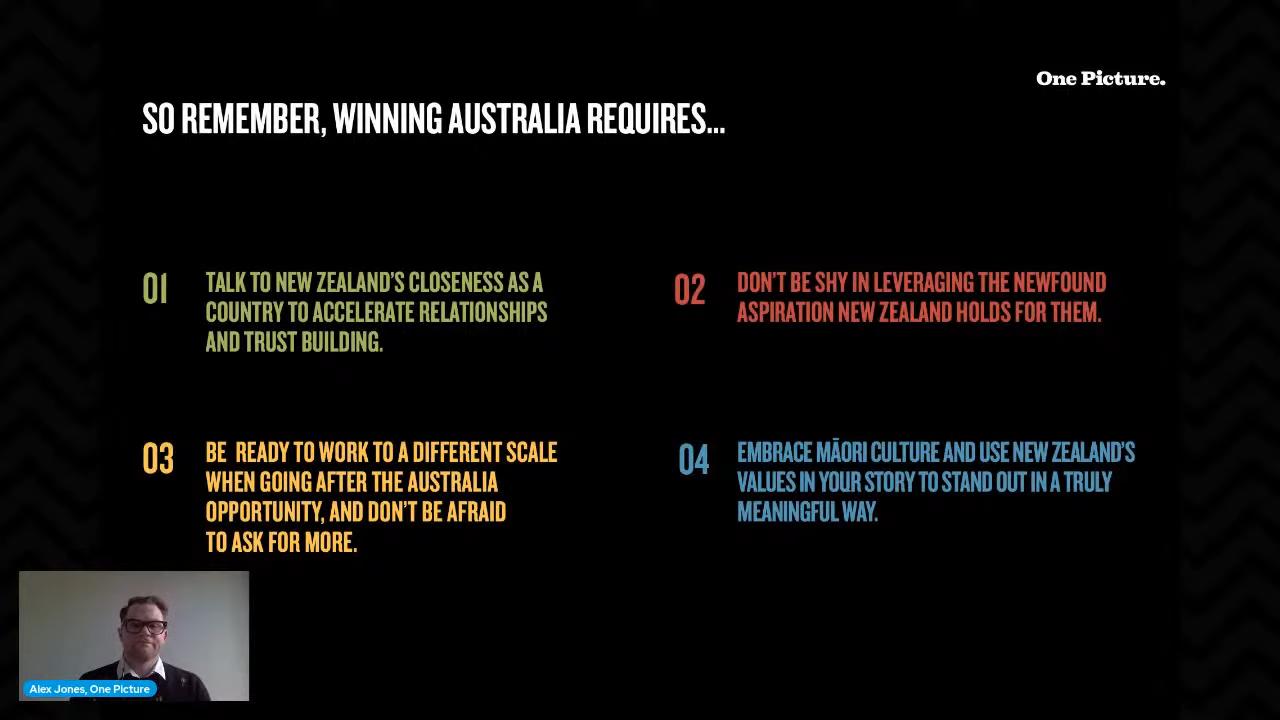 One Picture.
SO REMEMBER, WINNING AUSTRALIA REQUIRES...
01
TALK TO NEW ZEALAND'S CLOSENESS AS A
COUNTRY TO ACCELERATE RELATIONSHIPS
AND TRUST BUILDING.
02
DON'T BE SHY IN LEVERAGING THE NEWFOUND
ASPIRATION NEW ZEALAND HOLDS FOR THEM.
03
BE READY TO WORK TO A DIFFERENT SCALE
WHEN GOING AFTER THE AUSTRALIA
OPPORTUNITY, AND DON'T BE AFRAID
TO ASK FOR MORE.
04
EMBRACE MĀORI CULTURE AND USE NEW ZEALAND'S
VALUES IN YOUR STORY TO STAND OUT IN A TRULY
MEANINGFUL WAY.
Alex Jones, One Picture